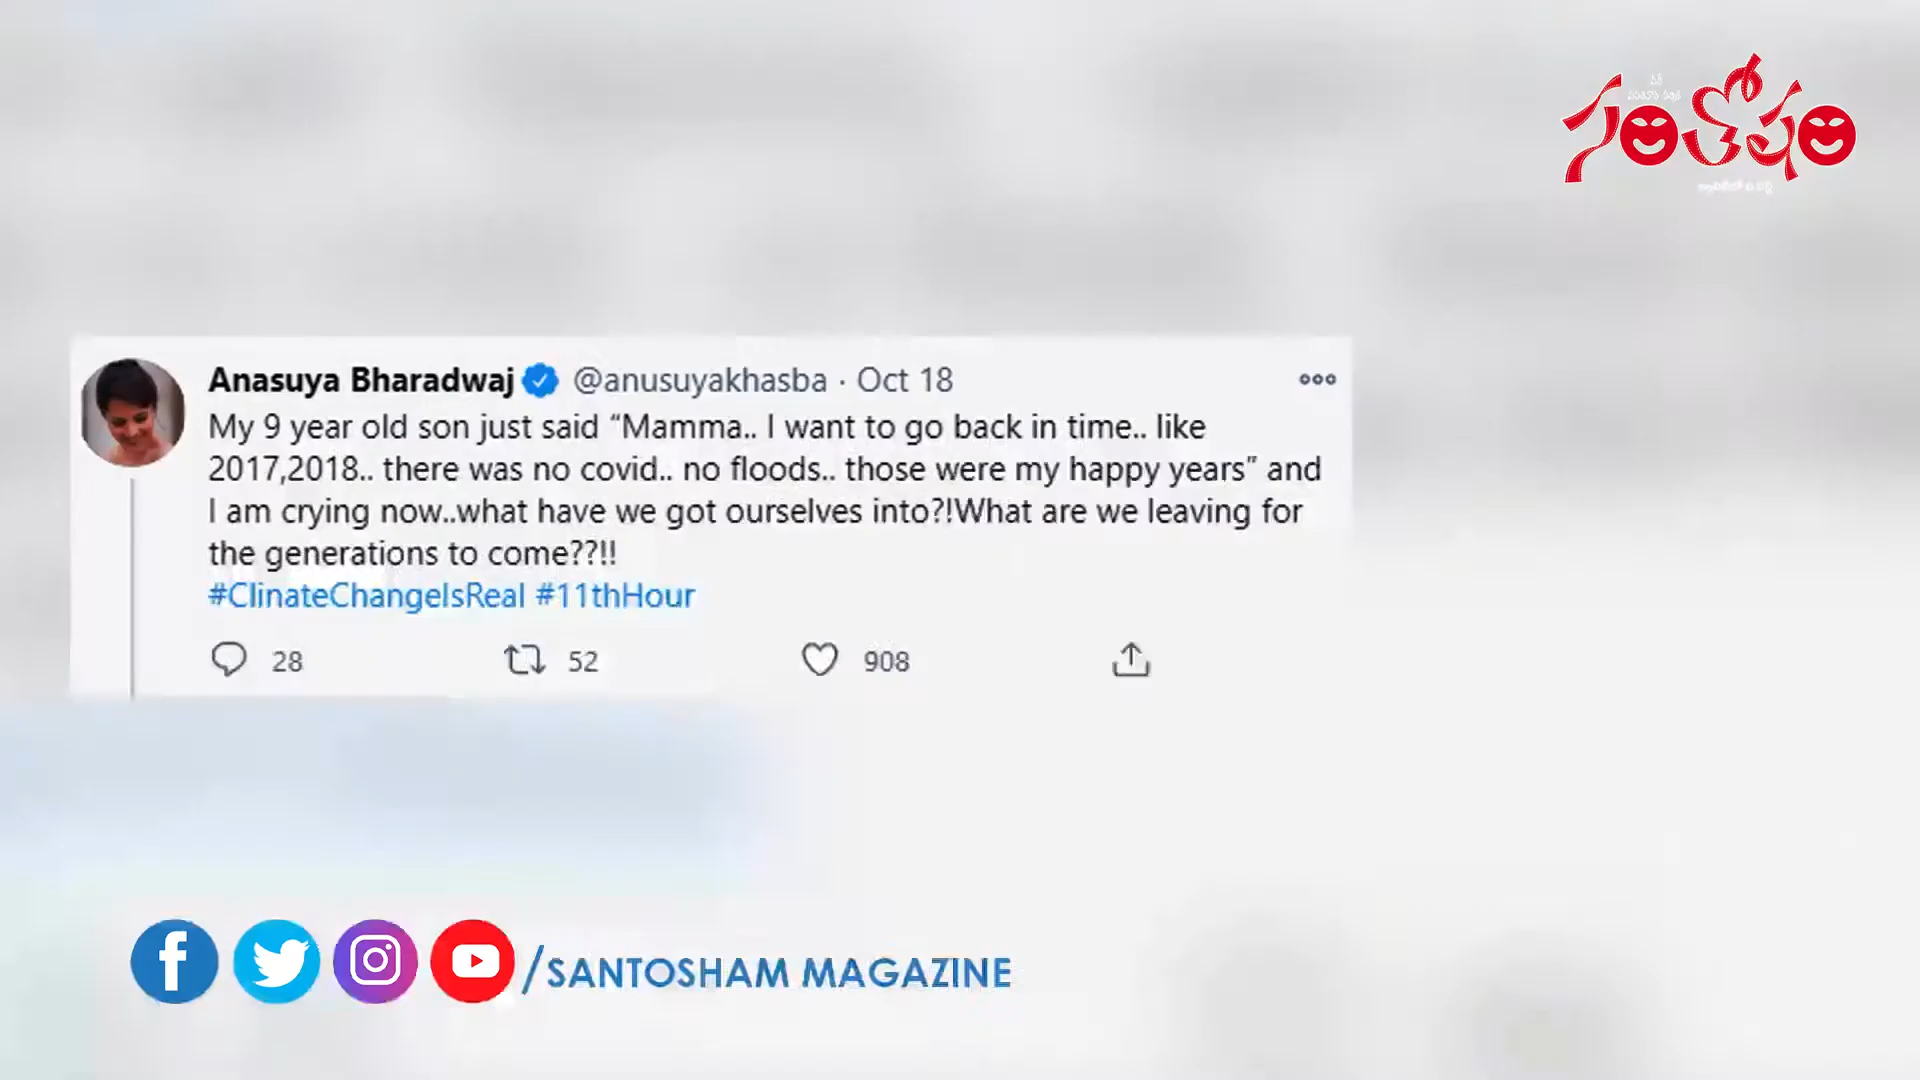 సంతోషం
Anasuya Bharadwaj @anusuyakhasba · Oct 18
My 9 year old son just said “Mamma.. I want to go back in time.. like
2017,2018.. there was no covid.. no floods.. those were my happy years” and
I am crying now..what have we got ourselves into?!What are we leaving for
the generations to come??!!
#ClinateChangeIsReal #11thHour
28 52 908
/SANTOSHAM MAGAZINE